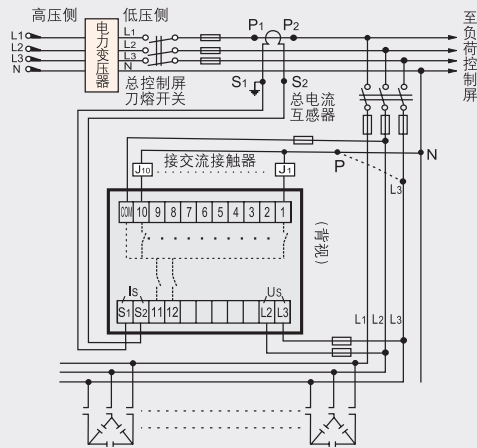 高压侧
低压侧
L1
L2
L3
N
电力变压器
L1
L2
L3
N
P1 P2
至负荷控制屏
总控制屏
刀熔开关
S1
S2
总电流
互感器
J10
接交流接触器
J1
P
N
L3
COM 10 9 8 7 6 5 4 3 2 1
(背视)
Is
Us
S1 S2 11 12 L2 L3
L1 L2 L3